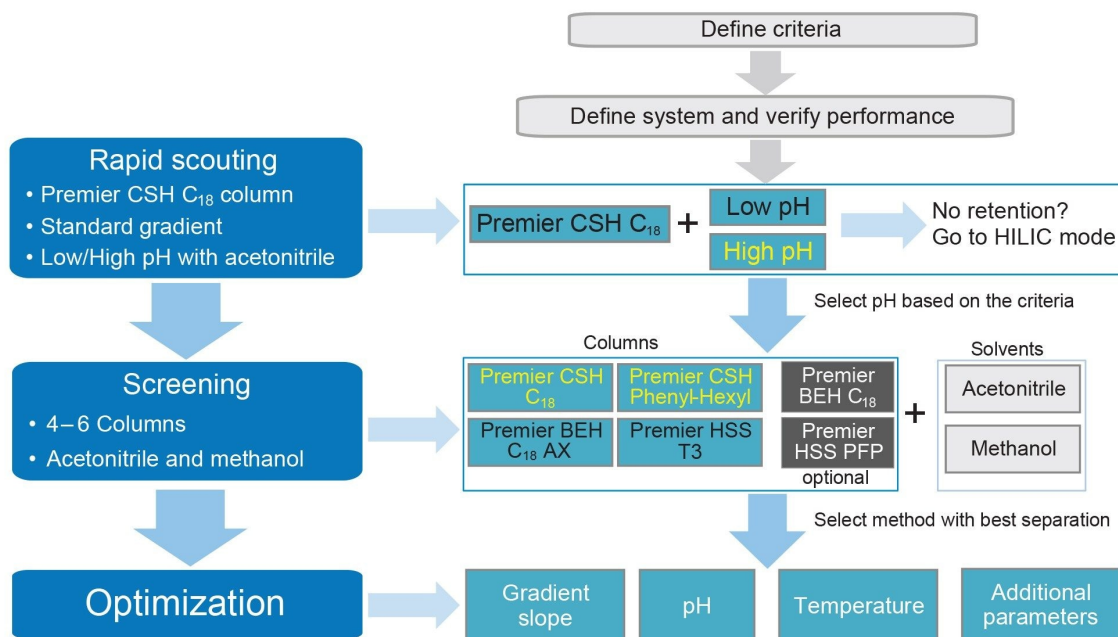 Define criteria
Define system and verify performance
Rapid scouting
• Premier CSH C₁₈ column
• Standard gradient
• Low/High pH with acetonitrile
Premier CSH C₁₈
+
Low pH
High pH
No retention?
Go to HILIC mode
Select pH based on the criteria
Screening
• 4–6 Columns
• Acetonitrile and methanol
Columns
Premier CSH
C₁₈
Premier CSH
Phenyl-Hexyl
Premier BEH
C₁₈ AX
Premier HSS
T3
Premier
BEH C₁₈
Premier
HSS PFP
optional
+
Solvents
Acetonitrile
Methanol
Select method with best separation
Optimization
Gradient
slope
pH
Temperature
Additional
parameters